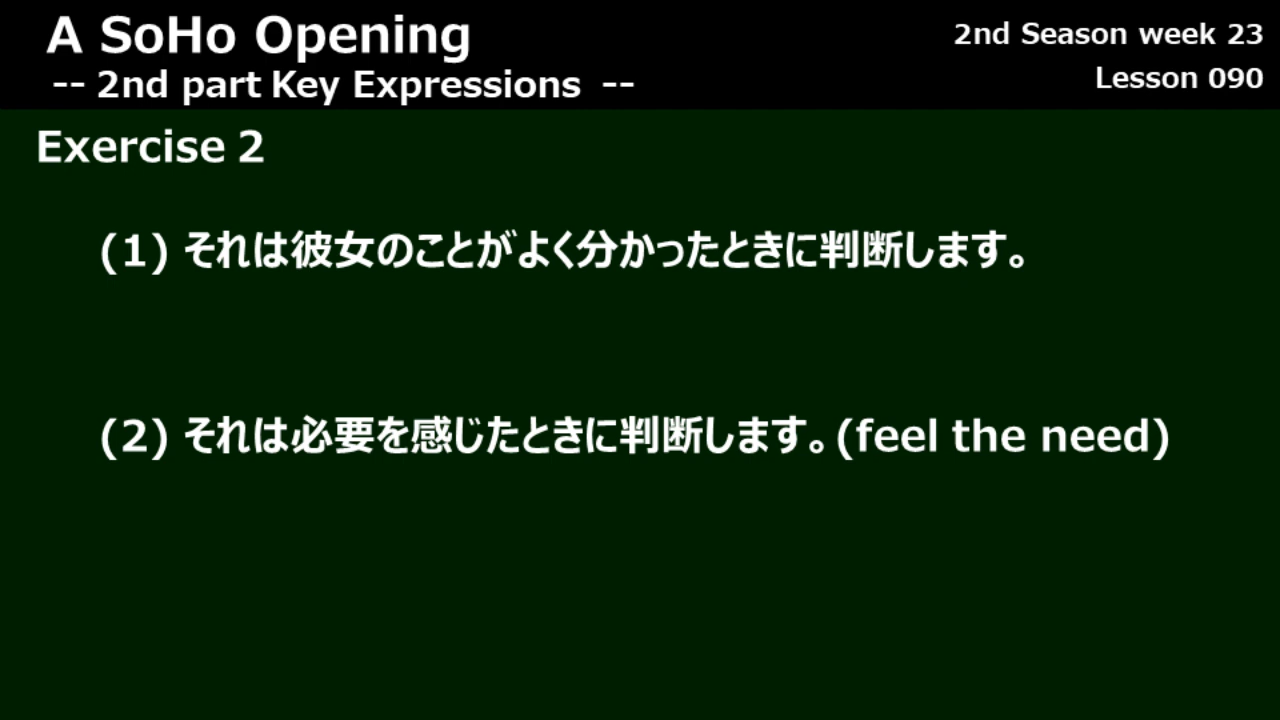 A SoHo Opening
-- 2nd part Key Expressions --
2nd Season week 23
Lesson 090
Exercise 2
(1) それは彼女のことがよく分かったときに判断します。
(2) それは必要を感じたときに判断します。(feel the need)